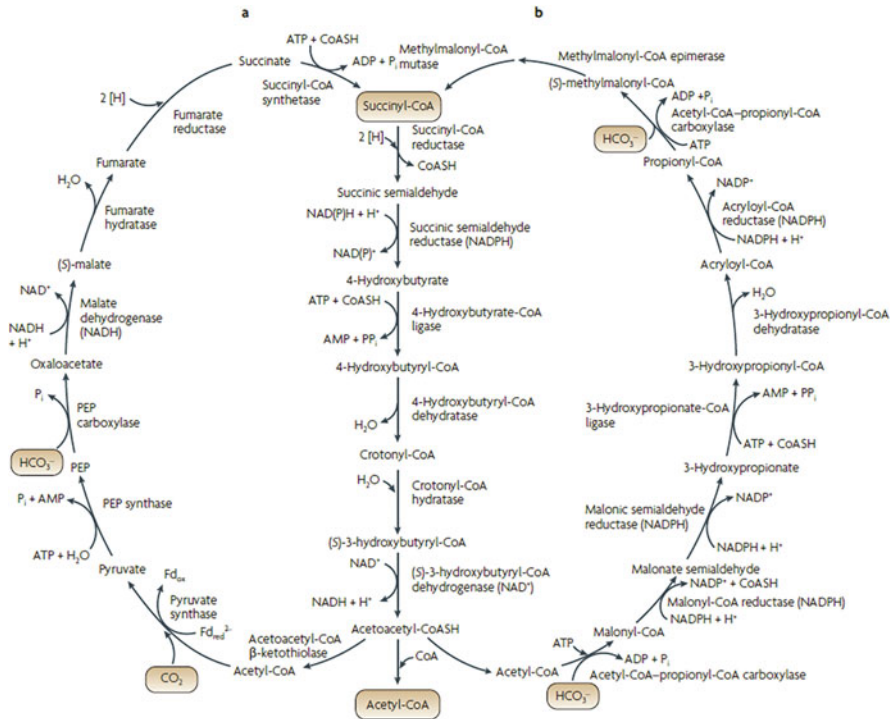 a
b
ATP + CoASH
Succinate
ADP + Pi
Succinyl-CoA
synthetase
2 [H]
Fumarate
reductase
Fumarate
H₂O
Fumarate
hydratase
(S)-malate
NAD⁺
Malate
dehydrogenase
(NADH)
NADH
+ H⁺
Oxaloacetate
Pi
PEP
carboxylase
HCO₃⁻
PEP
Pi + AMP
PEP synthase
ATP + H₂O
Pyruvate
Fdox
Pyruvate
synthase
Fdred²⁻
CO₂
Acetyl-CoA
Acetoacetyl-CoA
β-ketothiolase
Succinyl-CoA
2 [H]
Succinyl-CoA
reductase
CoASH
Succinic semialdehyde
NAD(P)H + H⁺
Succinic semialdehyde
reductase (NADPH)
NAD(P)⁺
4-Hydroxybutyrate
ATP + CoASH
4-Hydroxybutyrate-CoA
ligase
AMP + PPi
4-Hydroxybutyryl-CoA
4-Hydroxybutyryl-CoA
dehydratase
H₂O
Crotonyl-CoA
H₂O
Crotonyl-CoA
hydratase
(S)-3-hydroxybutyryl-CoA
NAD⁺
(S)-3-hydroxybutyryl-CoA
dehydrogenase (NAD⁺)
NADH + H⁺
Acetoacetyl-CoASH
CoA
Acetyl-CoA
Methylmalonyl-CoA
mutase
Methylmalonyl-CoA epimerase
(S)-methylmalonyl-CoA
ADP +Pi
Acetyl-CoA–propionyl-CoA
carboxylase
HCO₃⁻
ATP
Propionyl-CoA
NADP⁺
Acryloyl-CoA
reductase (NADPH)
NADPH + H⁺
Acryloyl-CoA
H₂O
3-Hydroxypropionyl-CoA
dehydratase
3-Hydroxypropionyl-CoA
AMP + PPi
3-Hydroxypropionate-CoA
ligase
ATP + CoASH
3-Hydroxypropionate
NADP⁺
Malonic semialdehyde
reductase (NADPH)
NADPH + H⁺
Malonate semialdehyde
NADP⁺ + CoASH
Malonyl-CoA reductase (NADPH)
NADPH + H⁺
Malonyl-CoA
ATP
ADP + Pi
Acetyl-CoA
Acetyl-CoA–propionyl-CoA carboxylase
HCO₃⁻